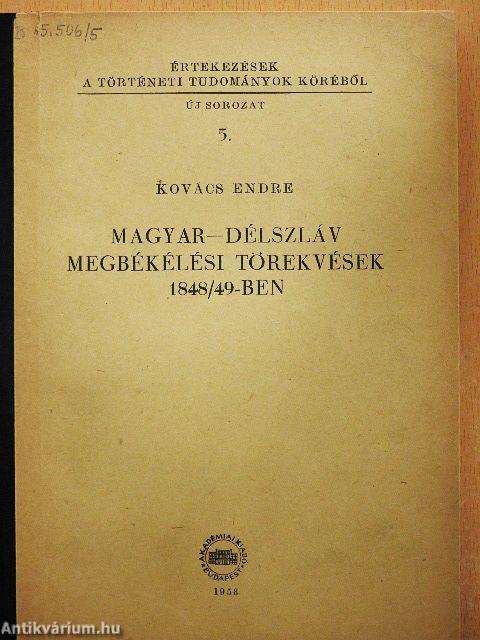 65.506/5
ÉRTEKEZÉSEK
A TÖRTÉNETI TUDOMÁNYOK KÖRÉBŐL
ÚJ SOROZAT
5.
KOVÁCS ENDRE
MAGYAR—DÉLSZLÁV
MEGBÉKÉLÉSI TÖREKVÉSEK
1848/49-BEN
AKADÉMIAI KIADÓ
BUDAPEST
1958
Antikvárium.hu